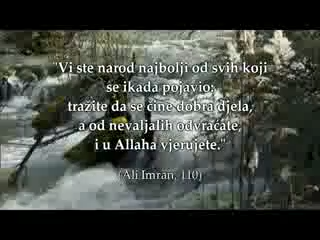 "Vi ste narod najbolji od svih koji
se ikada pojavio:
tražite da se čine dobra djela,
a od nevaljalih odvraćate,
i u Allaha vjerujete."
(Ali Imran, 110)